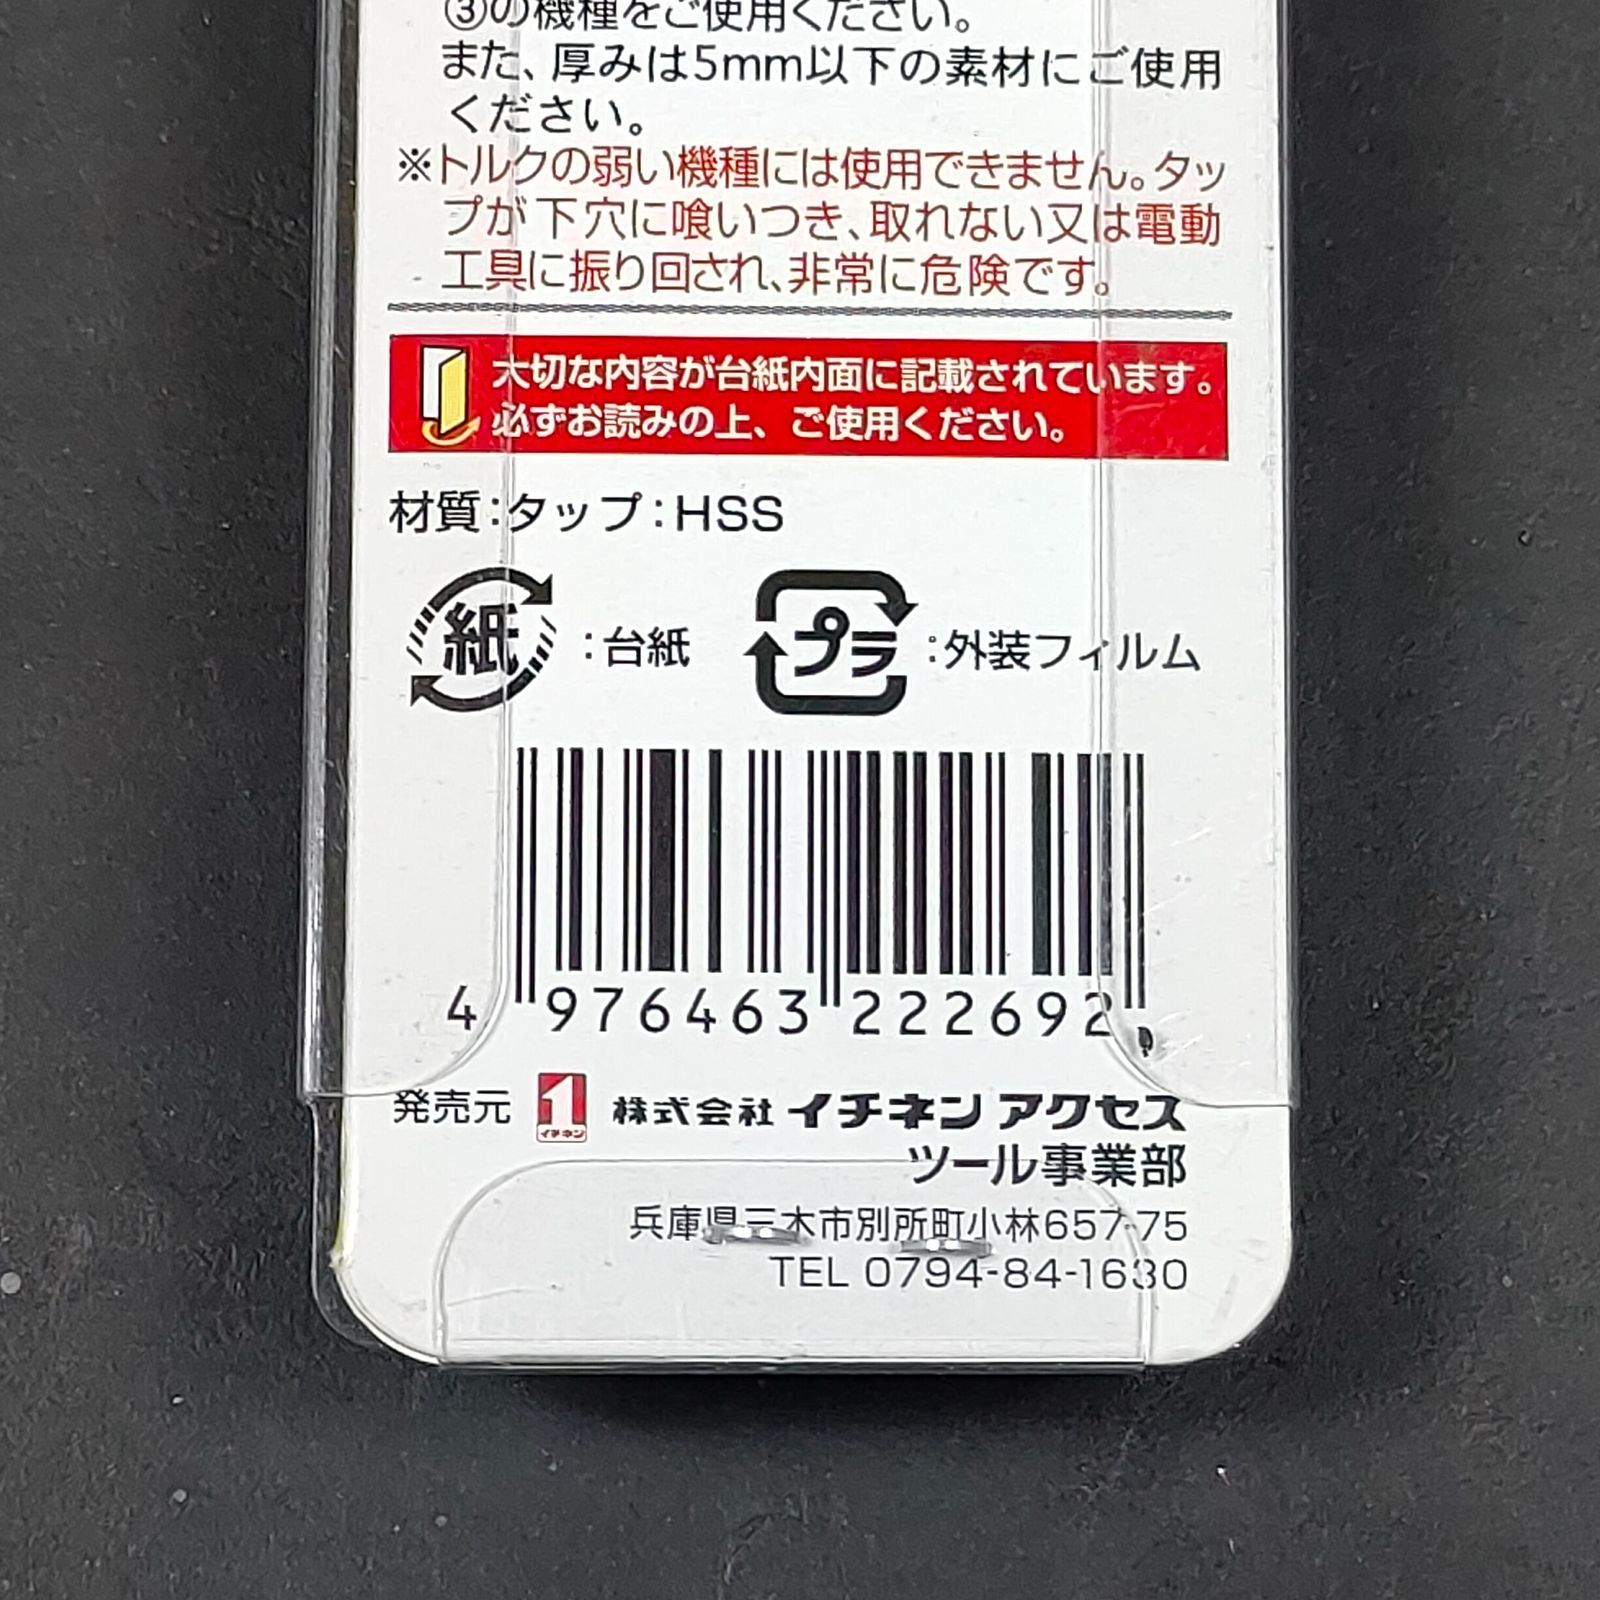 ③の機種をご使用ください。
また、厚みは5mm以下の素材にご使用
ください。
※トルクの弱い機種には使用できません。タッ
プが下穴に喰いつき、取れない又は電動
工具に振り回され、非常に危険です。
大切な内容が台紙内面に記載されています。
必ずお読みの上、ご使用ください。
材質：タップ：HSS
紙：台紙 プラ：外装フィルム
4 976463 222692
発売元 1 イチネン 株式会社 イチネン アクセス
ツール事業部
兵庫県三木市別所町小林657-75
TEL 0794-84-1630